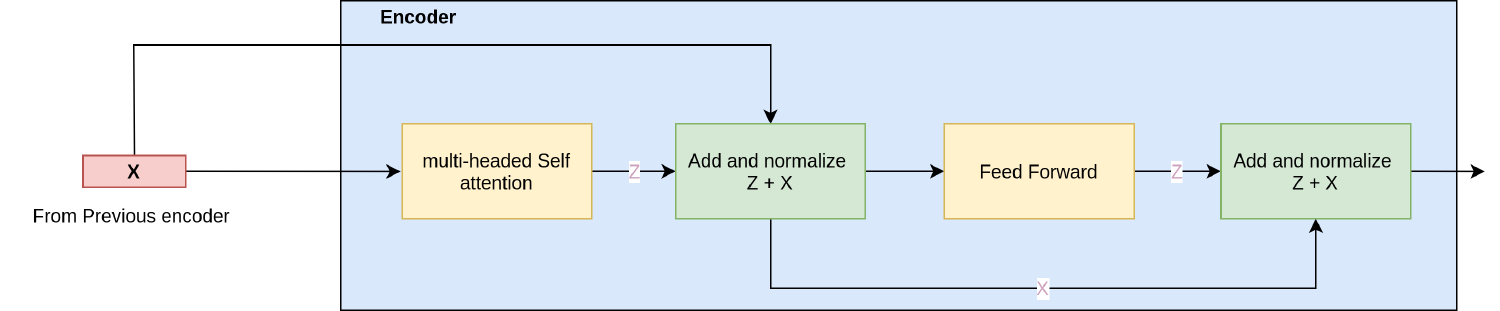 Encoder
X
From Previous encoder
multi-headed Self
attention
Z
Add and normalize
Z + X
Feed Forward
Z
Add and normalize
Z + X
X